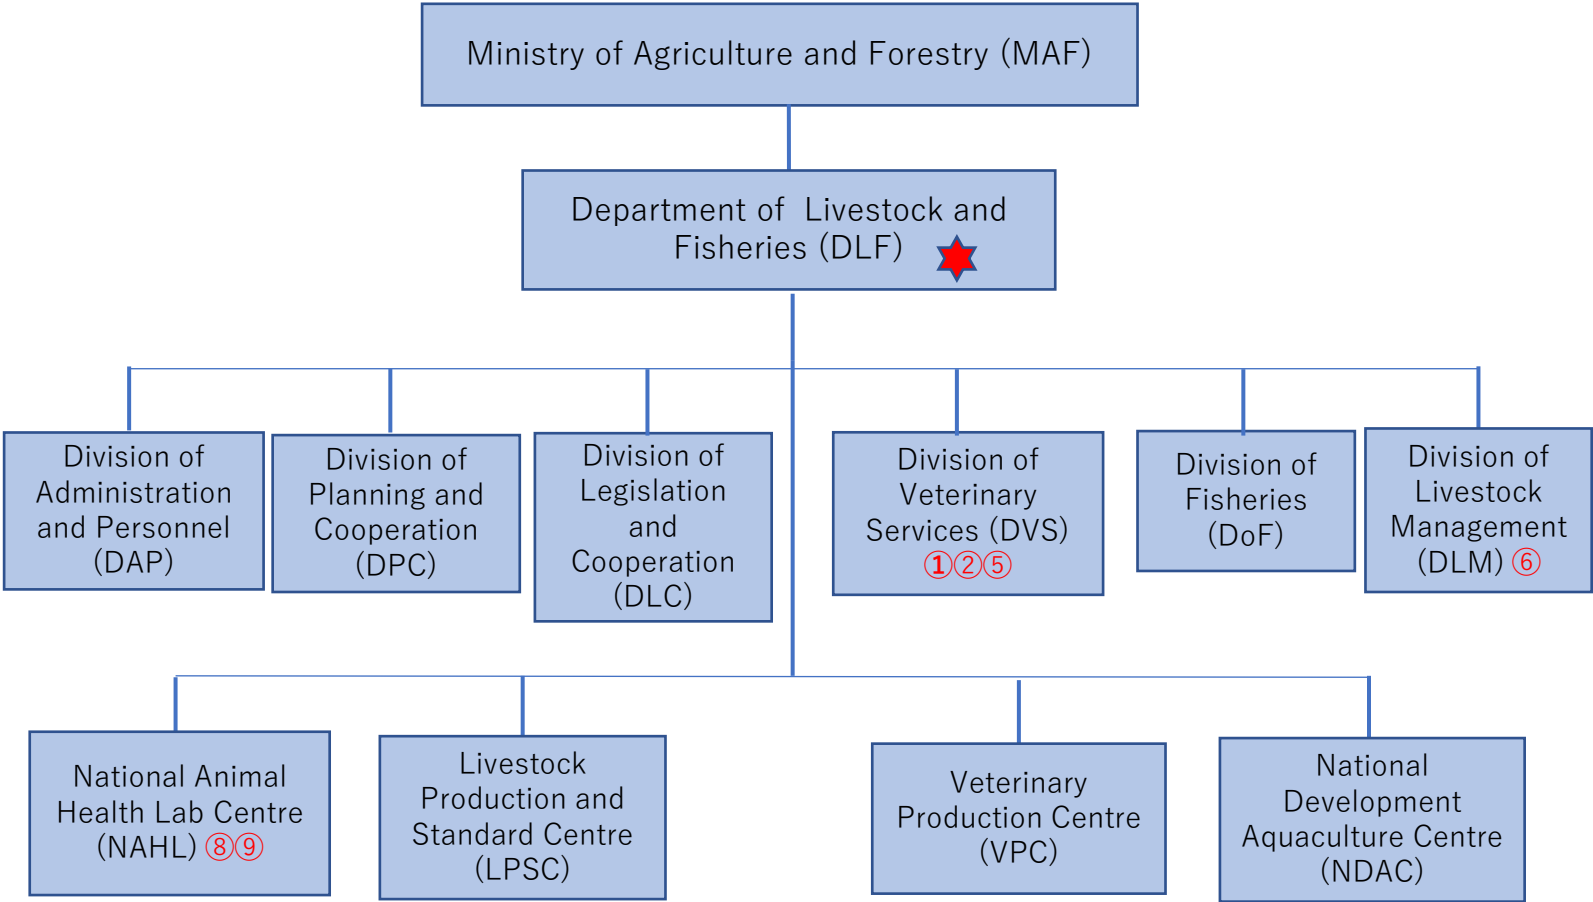 Ministry of Agriculture and Forestry (MAF)
Department of Livestock and
Fisheries (DLF)
Division of
Administration
and Personnel
(DAP)
Division of
Planning and
Cooperation
(DPC)
Division of
Legislation
and
Cooperation
(DLC)
Division of
Veterinary
Services (DVS)
①②⑤
Division of
Fisheries
(DoF)
Division of
Livestock
Management
(DLM) ⑥
National Animal
Health Lab Centre
(NAHL) ⑧⑨
Livestock
Production and
Standard Centre
(LPSC)
Veterinary
Production Centre
(VPC)
National
Development
Aquaculture Centre
(NDAC)